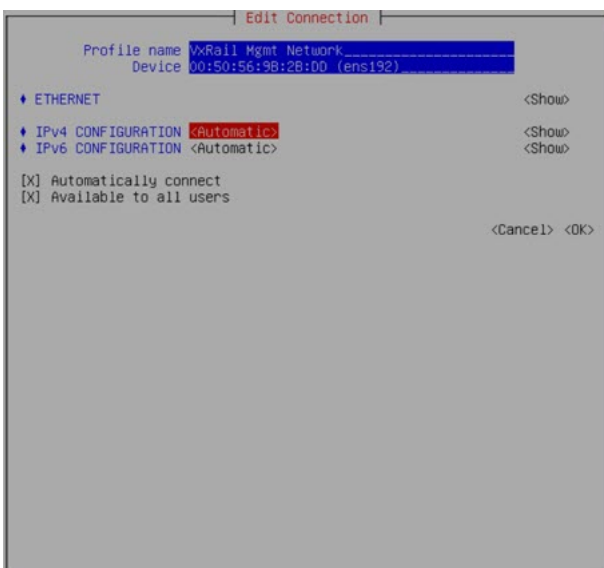 Edit Connection
Profile name VxRail Mgmt Network
Device 00:50:56:9B:2B:DD (ens192)
ETHERNET <Show>
IPv4 CONFIGURATION <Automatic> <Show>
IPv6 CONFIGURATION <Automatic> <Show>
[X] Automatically connect
[X] Available to all users
<Cancel> <OK>